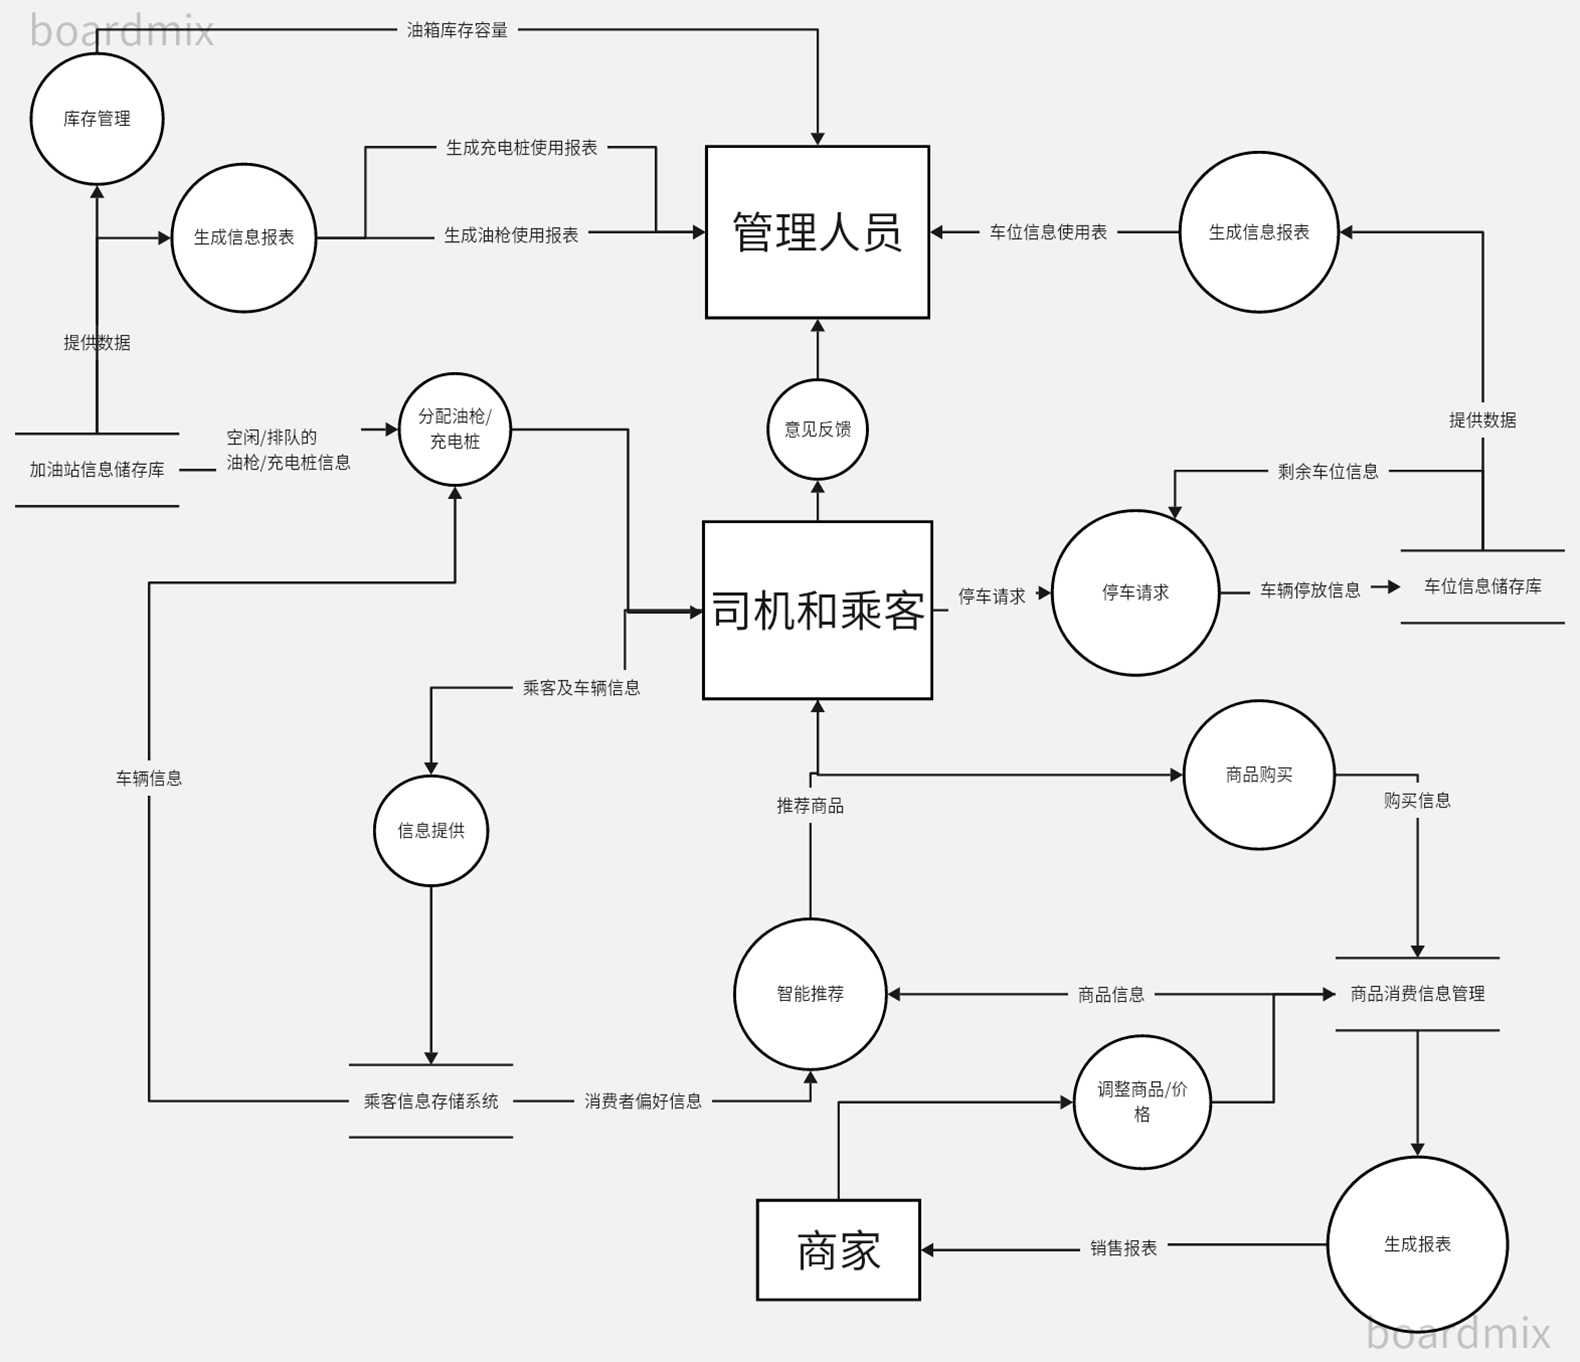 boardmix
油箱库存容量
库存管理
生成充电桩使用报表
生成信息报表
生成油枪使用报表
管理人员
车位信息使用表
生成信息报表
提供数据
分配油枪/
充电桩
意见反馈
提供数据
空闲/排队的
油枪/充电桩信息
加油站信息储存库
剩余车位信息
司机和乘客
停车请求
停车请求
车辆停放信息
车位信息储存库
乘客及车辆信息
车辆信息
商品购买
推荐商品
购买信息
信息提供
智能推荐
商品信息
商品消费信息管理
乘客信息存储系统
消费者偏好信息
调整商品/价
格
商家
销售报表
生成报表
boardmix